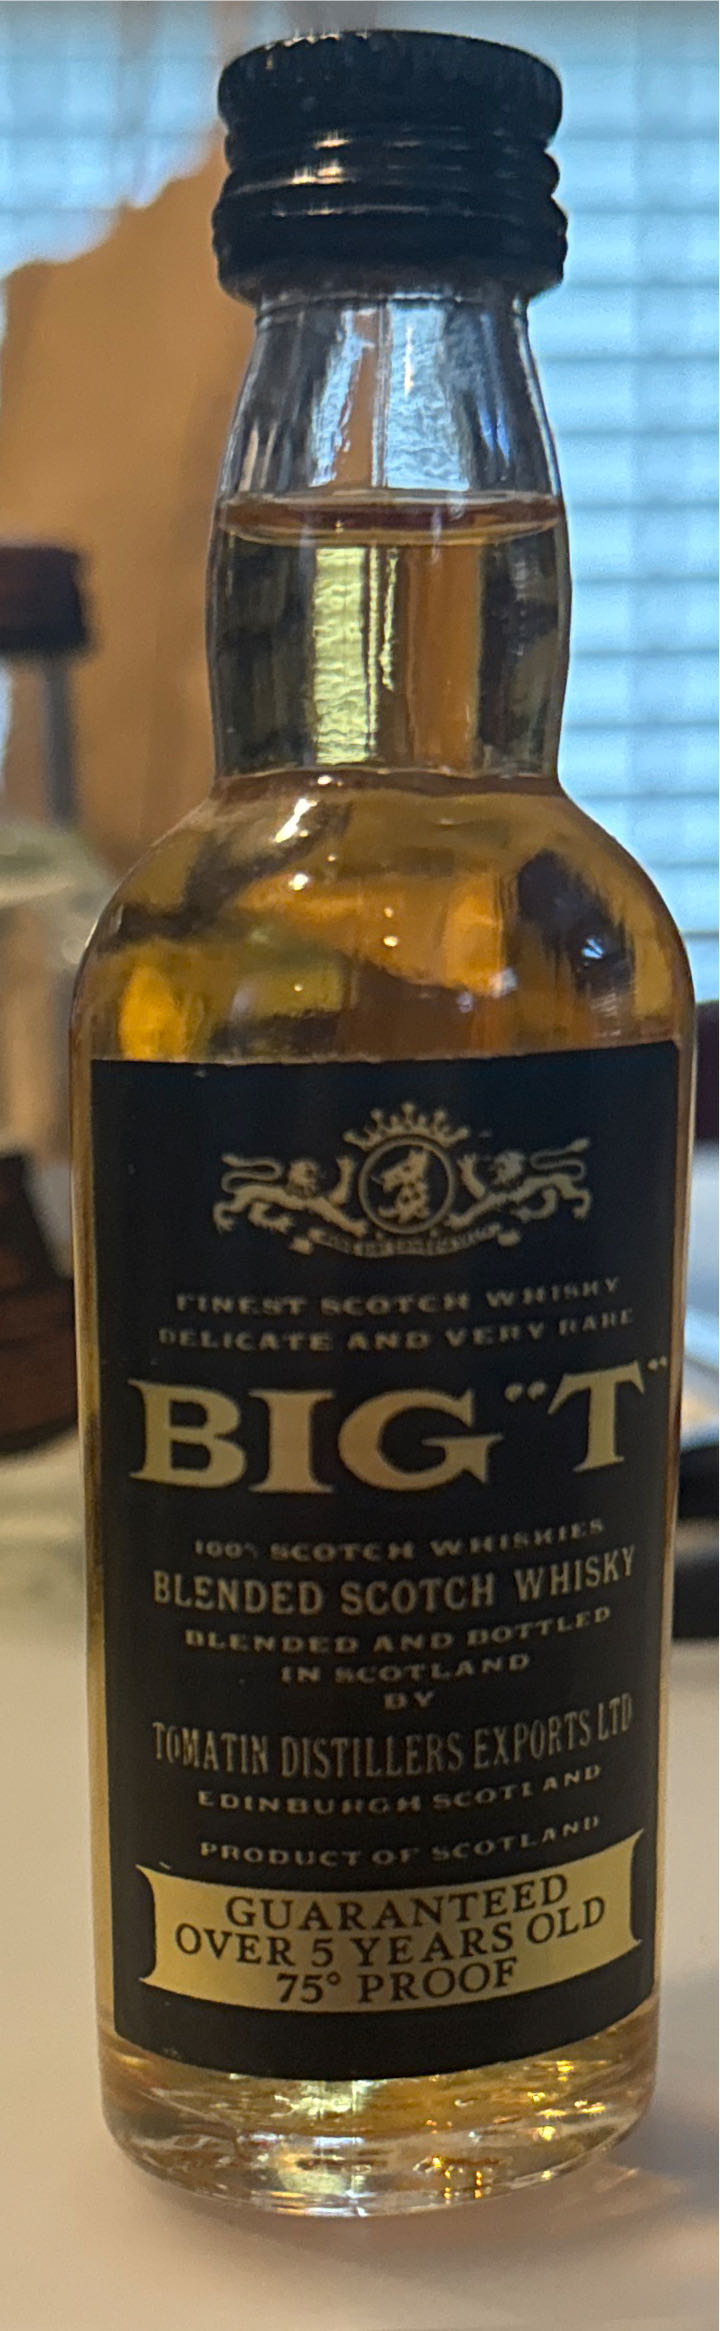 FINEST SCOTCH WHISKY
DELICATE AND VERY RARE
BIG "T"
100% SCOTCH WHISKIES
BLENDED SCOTCH WHISKY
BLENDED AND BOTTLED
IN SCOTLAND
BY
TOMATIN DISTILLERS EXPORTS LTD
EDINBURGH SCOTLAND
PRODUCT OF SCOTLAND
GUARANTEED
OVER 5 YEARS OLD
75° PROOF